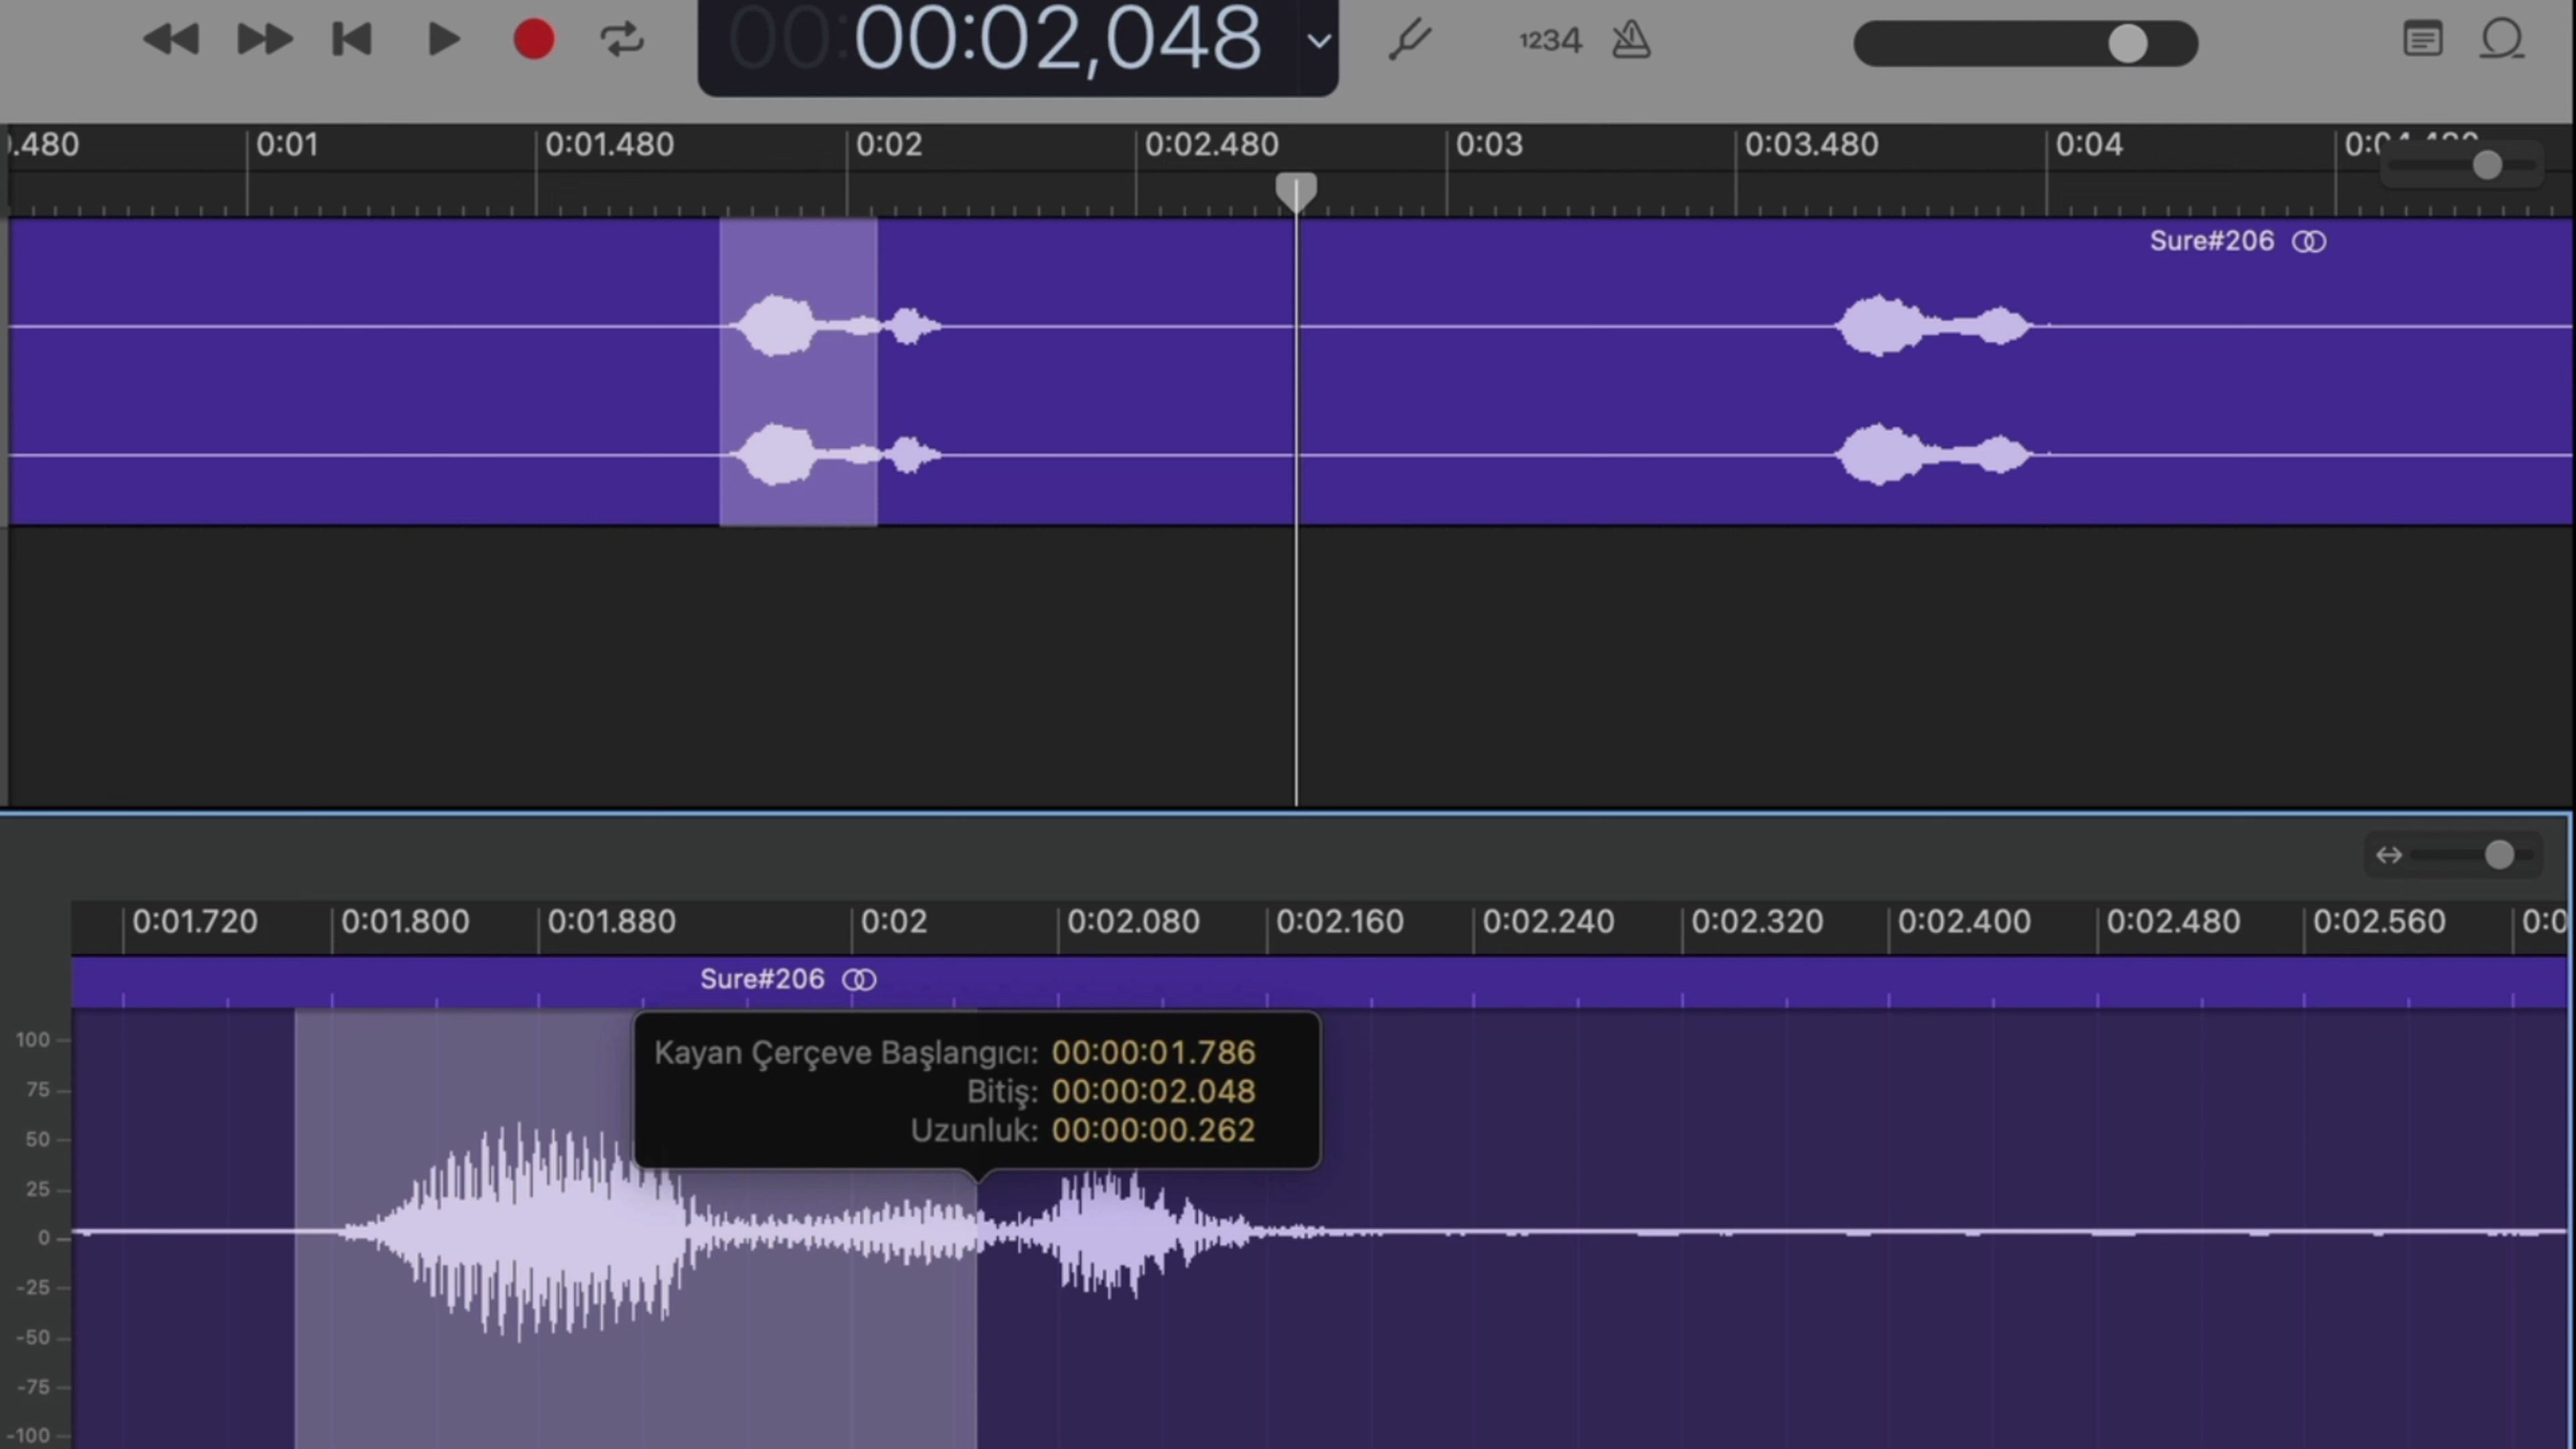 00:00:02,048
1234
.480 0:01 0:01.480 0:02 0:02.480 0:03 0:03.480 0:04
Sure#206
0:01.720 0:01.800 0:01.880 0:02 0:02.080 0:02.160 0:02.240 0:02.320 0:02.400 0:02.480 0:02.560 0:0
Sure#206
Kayan Çerçeve Başlangıcı: 00:00:01.786
Bitiş: 00:00:02.048
Uzunluk: 00:00:00.262
100
75
50
25
0
-25
-50
-75
-100